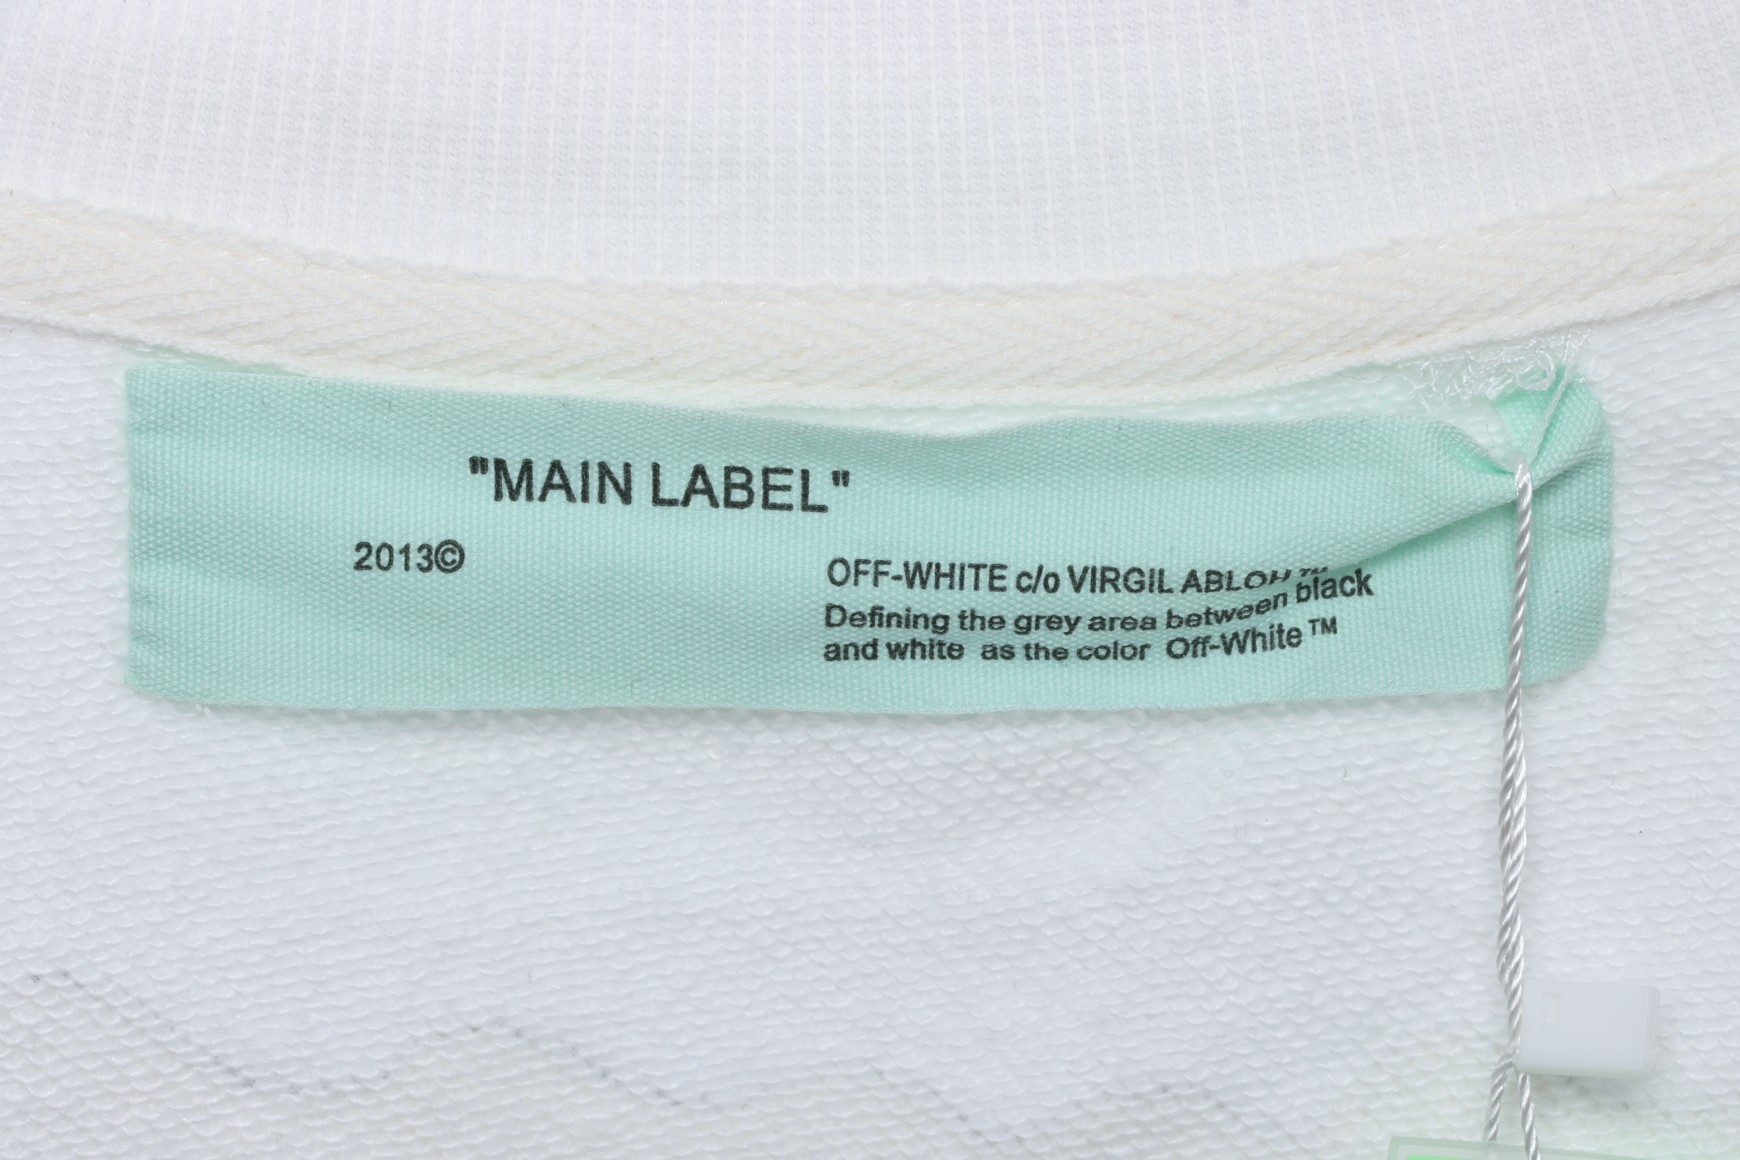 "MAIN LABEL"
2013©
OFF-WHITE c/o VIRGIL ABLOH™
Defining the grey area between black
and white as the color Off-White™